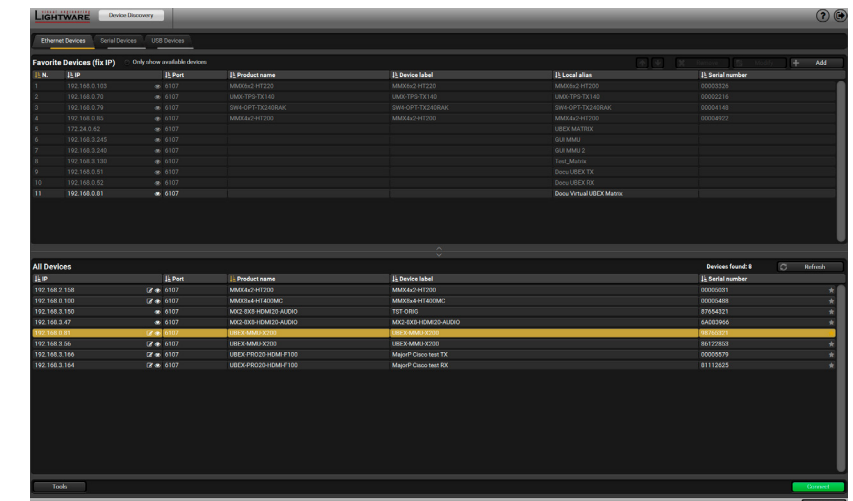 LIGHTWARE Device Discovery
Ethernet Devices Serial Devices USB Devices
Favorite Devices (fix IP) Only show available devices Remove Modify Add
N. IP Port Product name Device label Local alias Serial number
1 192.168.0.103 6107 MMX6x2-HT220 MMX6x2-HT220 MMX6x2-HT220 00003326
2 192.168.0.70 6107 UMX-TPS-TX140 UMX-TPS-TX140 UMX-TPS-TX140 00002216
3 192.168.0.79 6107 SW4-OPT-TX240RAK SW4-OPT-TX240RAK SW4-OPT-TX240RAK 00004148
4 192.168.0.65 6107 MMX4x2-HT200 MMX4x2-HT200 MMX4x2-HT200 00004922
5 172.24.0.62 6107 UBEX MATRIX
6 192.168.3.245 6107 GUI MMU
7 192.168.3.240 6107 GUI MMU 2
8 192.168.3.130 6107 Test_Matrix
9 192.168.0.51 6107 Docu UBEX TX
10 192.168.0.52 6107 Docu UBEX RX
11 192.168.0.81 6107 Docu Virtual UBEX Matrix
All Devices Devices found: 8 Refresh
IP Port Product name Device label Serial number
192.168.2.158 6107 MMX4x2-HT200 MMX4x2-HT200 00005031
192.168.0.100 6107 MMX8x4-HT400MC MMX8x4-HT400MC 00005488
192.168.3.150 6107 MX2-8X8-HDMI20-AUDIO TST-ORIG 87654321
192.168.3.47 6107 MX2-8X8-HDMI20-AUDIO MX2-8X8-HDMI20-AUDIO 6A003966
192.168.0.81 6107 UBEX-MMU-X200 UBEX-MMU-X200
192.168.3.56 6107 UBEX-MMU-X200 UBEX-MMU-X200 86122853
192.168.3.166 6107 UBEX-PRO20-HDMI-F100 MajorP Cisco test TX 00005579
192.168.3.164 6107 UBEX-PRO20-HDMI-F100 MajorP Cisco test RX 81112625
Tools Connect